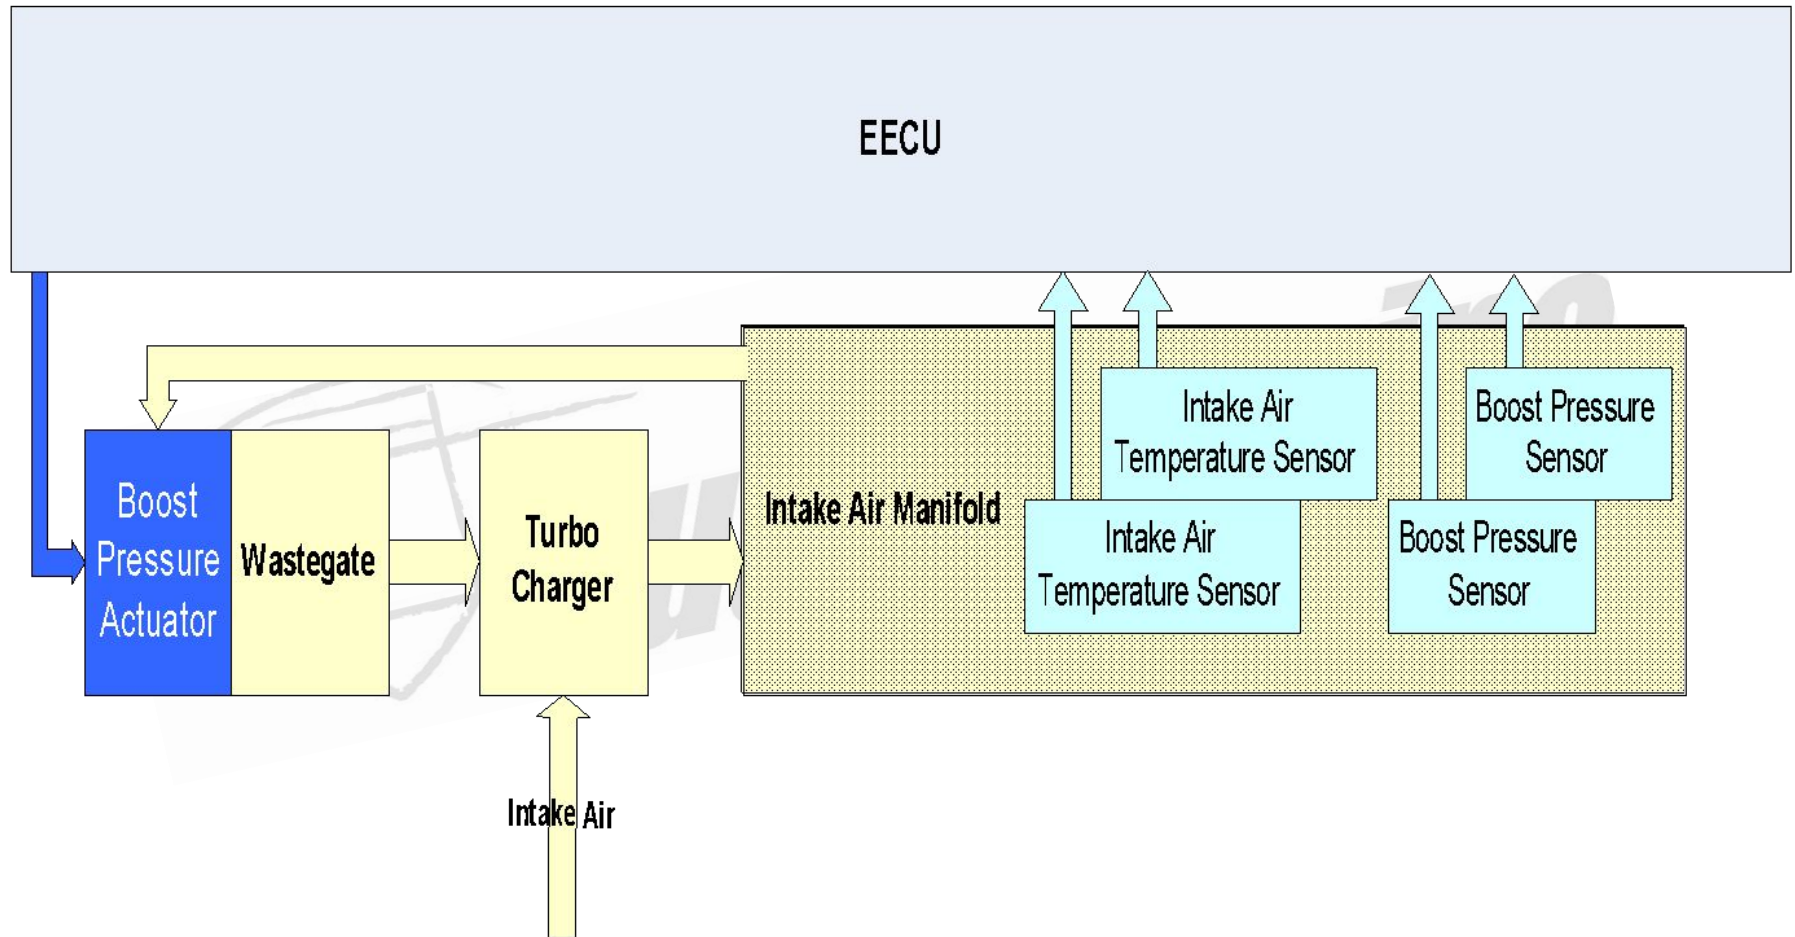 EECU
Intake Air
Temperature Sensor
Boost Pressure
Sensor
Boost
Pressure
Actuator
Wastegate
Turbo
Charger
Intake Air Manifold
Intake Air
Temperature Sensor
Boost Pressure
Sensor
Intake Air